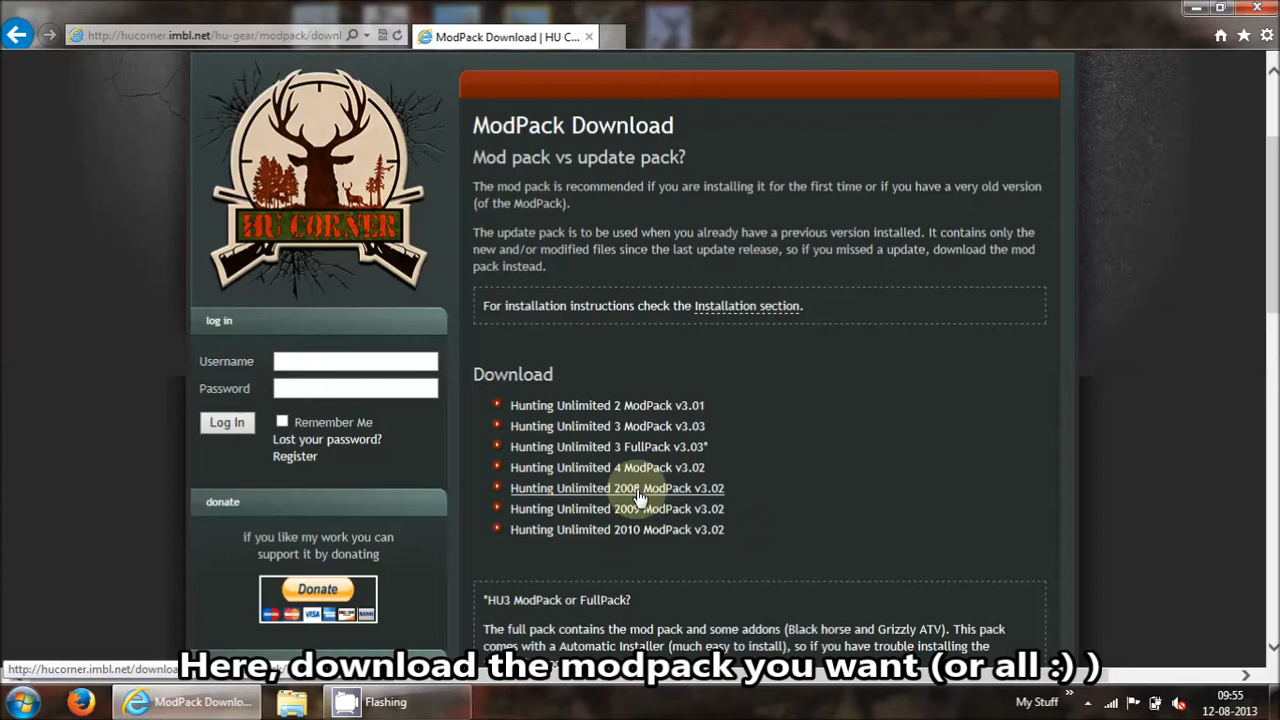 http://hucorner.imbl.net/hu-gear/modpack/downl
ModPack Download | HU C...
HU CORNER
ModPack Download
Mod pack vs update pack?
The mod pack is recommended if you are installing it for the first time or if you have a very old version
(of the ModPack).
The update pack is to be used when you already have a previous version installed. It contains only the
new and/or modified files since the last update release, so if you missed a update, download the mod
pack instead.
For installation instructions check the Installation section.
log in
Username
Password
Log In
Remember Me
Lost your password?
Register
donate
if you like my work you can
support it by donating
Donate
Download
Hunting Unlimited 2 ModPack v3.01
Hunting Unlimited 3 ModPack v3.03
Hunting Unlimited 3 FullPack v3.03*
Hunting Unlimited 4 ModPack v3.02
Hunting Unlimited 2008 ModPack v3.02
Hunting Unlimited 2009 ModPack v3.02
Hunting Unlimited 2010 ModPack v3.02
*HU3 ModPack or FullPack?
The full pack contains the mod pack and some addons (Black horse and Grizzly ATV). This pack
comes with a Automatic Installer (much easy to install), so if you have trouble installing the
http://hucorner.imbl.net/downloa
Here, download the modpack you want (or all :) )
ModPack Downlo...
Flashing
My Stuff
09:55
12-08-2013